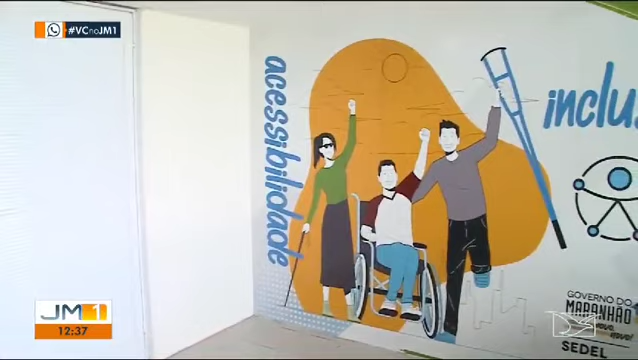 #VCnoJM1
acessibilidade
inclu
GOVERNO DO
MARANHÃO
SEDEL
JM1
12:37